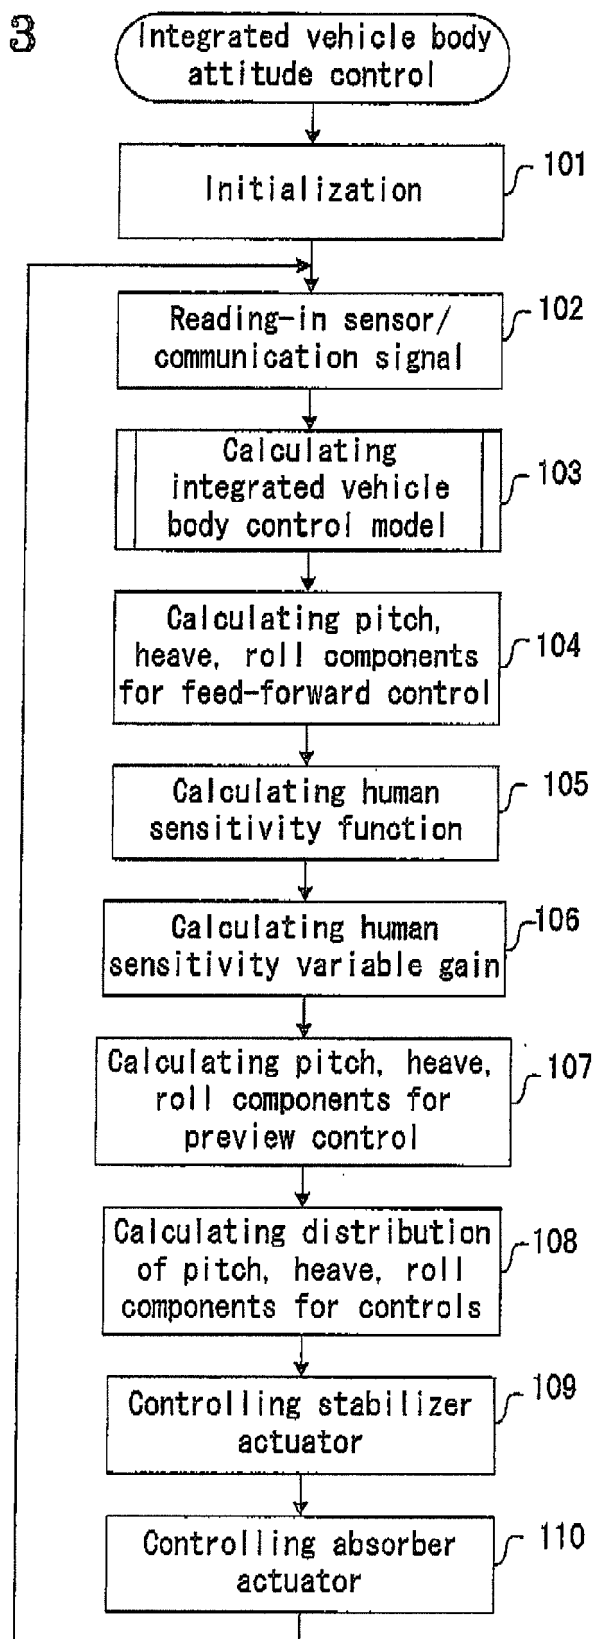 3
Integrated vehicle body
attitude control
Initialization
101
Reading-in sensor/
communication signal
102
Calculating
integrated vehicle
body control model
103
Calculating pitch,
heave, roll components
for feed-forward control
104
Calculating human
sensitivity function
105
Calculating human
sensitivity variable gain
106
Calculating pitch, heave,
roll components for
preview control
107
Calculating distribution
of pitch, heave, roll
components for controls
108
Controlling stabilizer
actuator
109
Controlling absorber
actuator
110